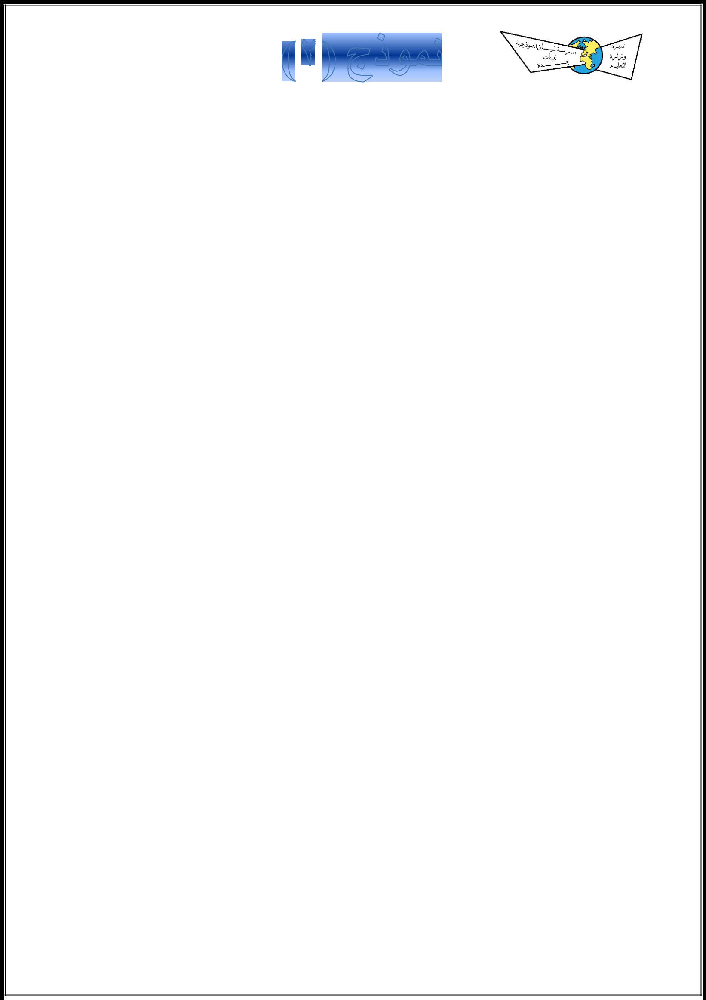 نموذج (٢)
تحت إشراف
وزارة
التعليم
مدرسة البيان النموذجية
للبنات
جدة